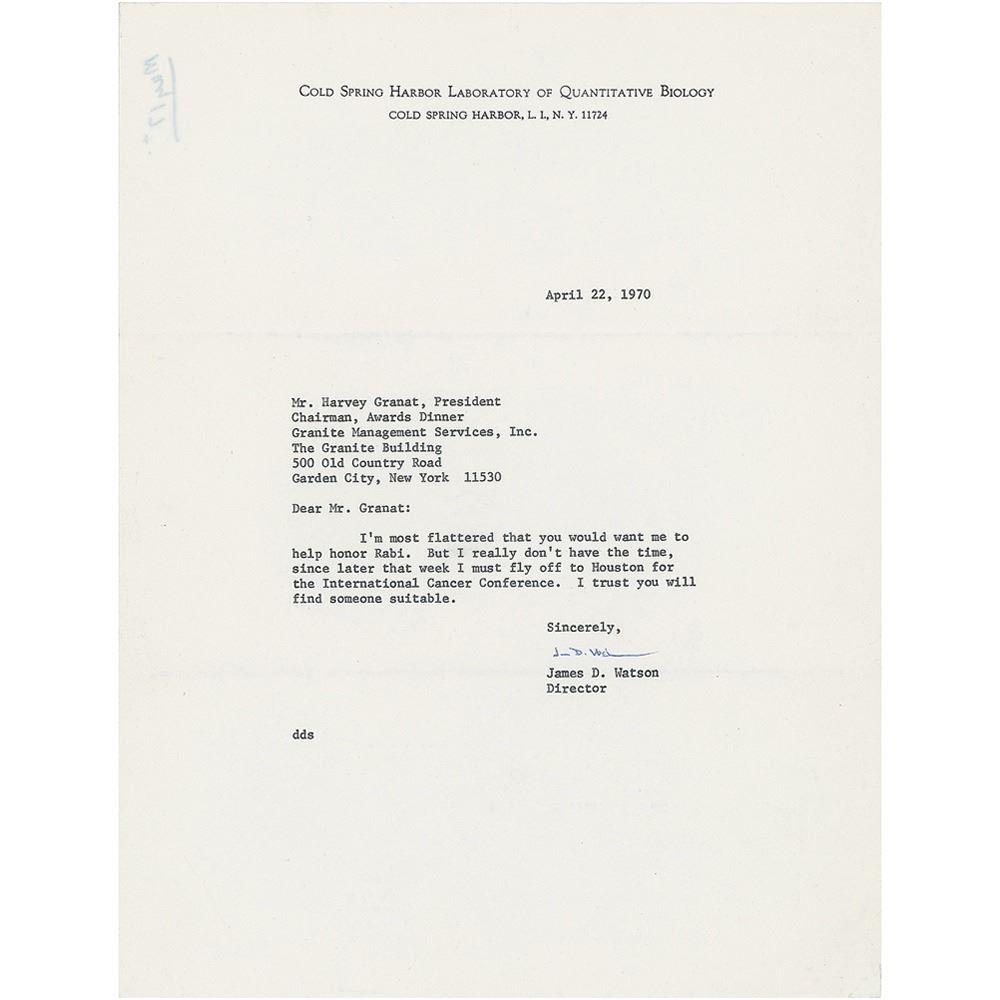 COLD SPRING HARBOR LABORATORY OF QUANTITATIVE BIOLOGY
COLD SPRING HARBOR, L. I., N. Y. 11724
April 22, 1970
Mr. Harvey Granat, President
Chairman, Awards Dinner
Granite Management Services, Inc.
The Granite Building
500 Old Country Road
Garden City, New York  11530
Dear Mr. Granat:
I'm most flattered that you would want me to
help honor Rabi.  But I really don't have the time,
since later that week I must fly off to Houston for
the International Cancer Conference.  I trust you will
find someone suitable.
Sincerely,
James D. Watson
Director
dds